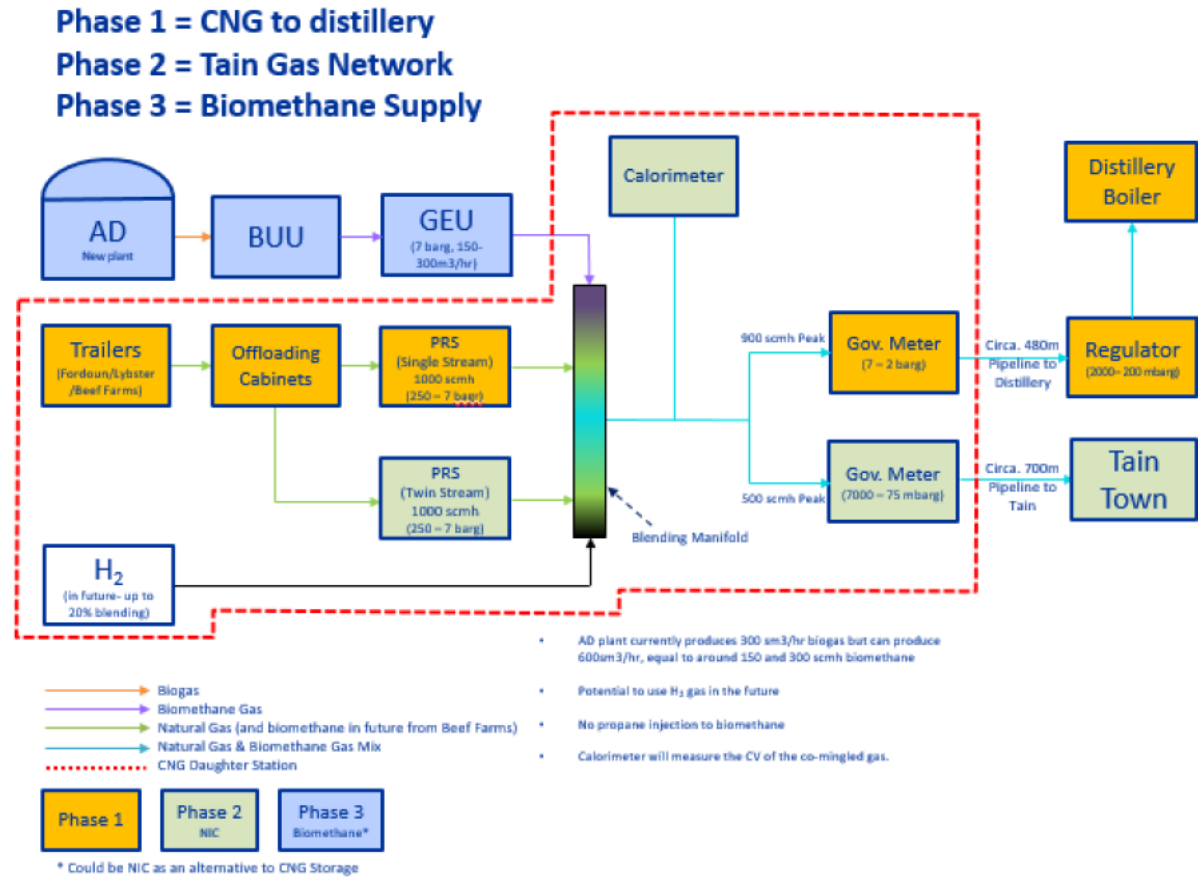 Phase 1 = CNG to distillery
Phase 2 = Tain Gas Network
Phase 3 = Biomethane Supply
AD
New plant
BUU
GEU
(7 barg, 150-
300m3/hr)
Calorimeter
Distillery
Boiler
Trailers
(Fordoun/Lybster
/Beef Farms)
Offloading
Cabinets
PRS
(Single Stream)
1000 scmh
(250 – 7 bagr)
900 scmh Peak
Gov. Meter
(7 – 2 barg)
Circa. 480m
Pipeline to
Distillery
Regulator
(2000– 200 mbarg)
PRS
(Twin Stream)
1000 scmh
(250 – 7 barg)
500 scmh Peak
Gov. Meter
(7000 – 75 mbarg)
Circa. 700m
Pipeline to
Tain
Tain
Town
Blending Manifold
H₂
(in future- up to
20% blending)
• AD plant currently produces 300 sm3/hr biogas but can produce
600sm3/hr, equal to around 150 and 300 scmh biomethane
• Potential to use H₂ gas in the future
• No propane injection to biomethane
• Calorimeter will measure the CV of the co-mingled gas.
Biogas
Biomethane Gas
Natural Gas (and biomethane in future from Beef Farms)
Natural Gas & Biomethane Gas Mix
CNG Daughter Station
Phase 1
Phase 2
NIC
Phase 3
Biomethane*
* Could be NIC as an alternative to CNG Storage